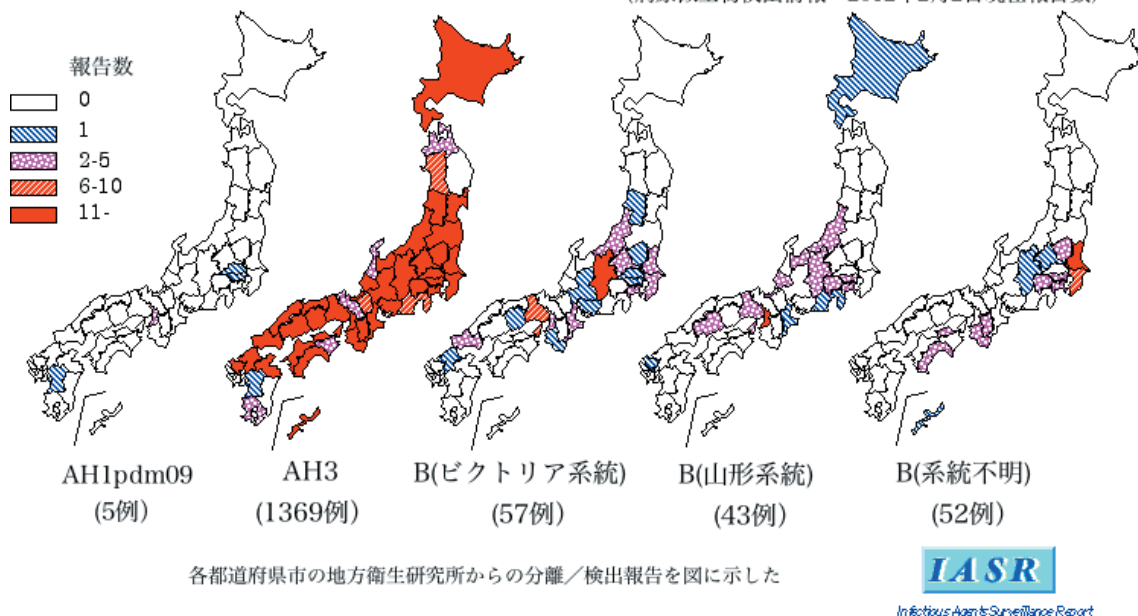 報告数
0
1
2-5
6-10
11-
AH1pdm09
(5例)
AH3
(1369例)
B(ビクトリア系統)
(57例)
B(山形系統)
(43例)
B(系統不明)
(52例)
各都道府県市の地方衛生研究所からの分離／検出報告を図に示した
IASR
Infectious Agents Surveillance Report